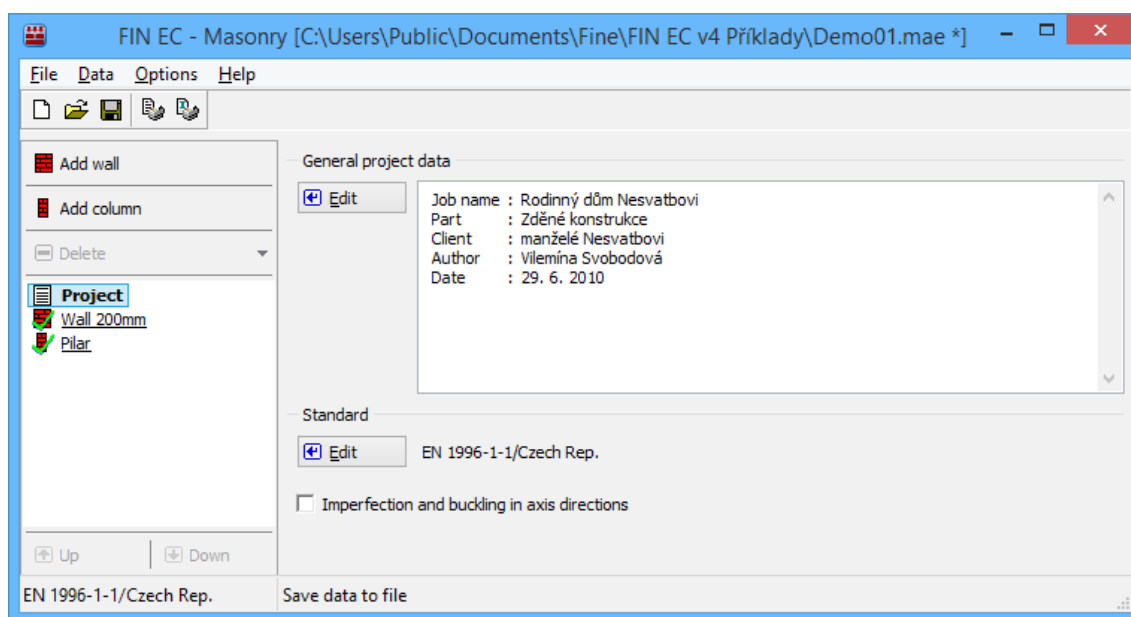 FIN EC - Masonry [C:\Users\Public\Documents\Fine\FIN EC v4 Příklady\Demo01.mae *]
File Data Options Help
Add wall
Add column
Delete
Project
Wall 200mm
Pilar
Up Down
General project data
Edit
Job name : Rodinný dům Nesvatbovi
Part : Zděné konstrukce
Client : manželé Nesvatbovi
Author : Vilemína Svobodová
Date : 29. 6. 2010
Standard
Edit EN 1996-1-1/Czech Rep.
Imperfection and buckling in axis directions
EN 1996-1-1/Czech Rep. Save data to file